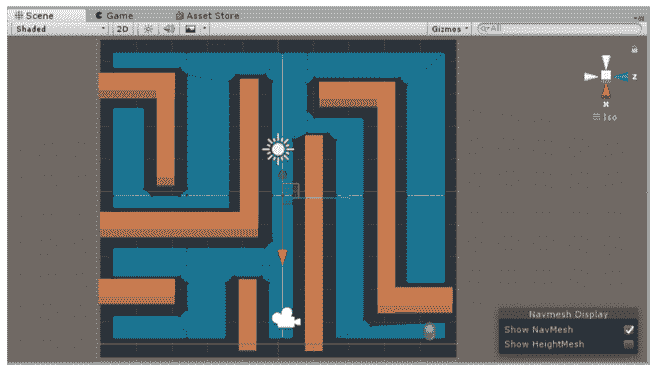 Scene Game Asset Store
Shaded 2D Gizmos All
z
x
Iso
Navmesh Display
Show NavMesh
Show HeightMesh